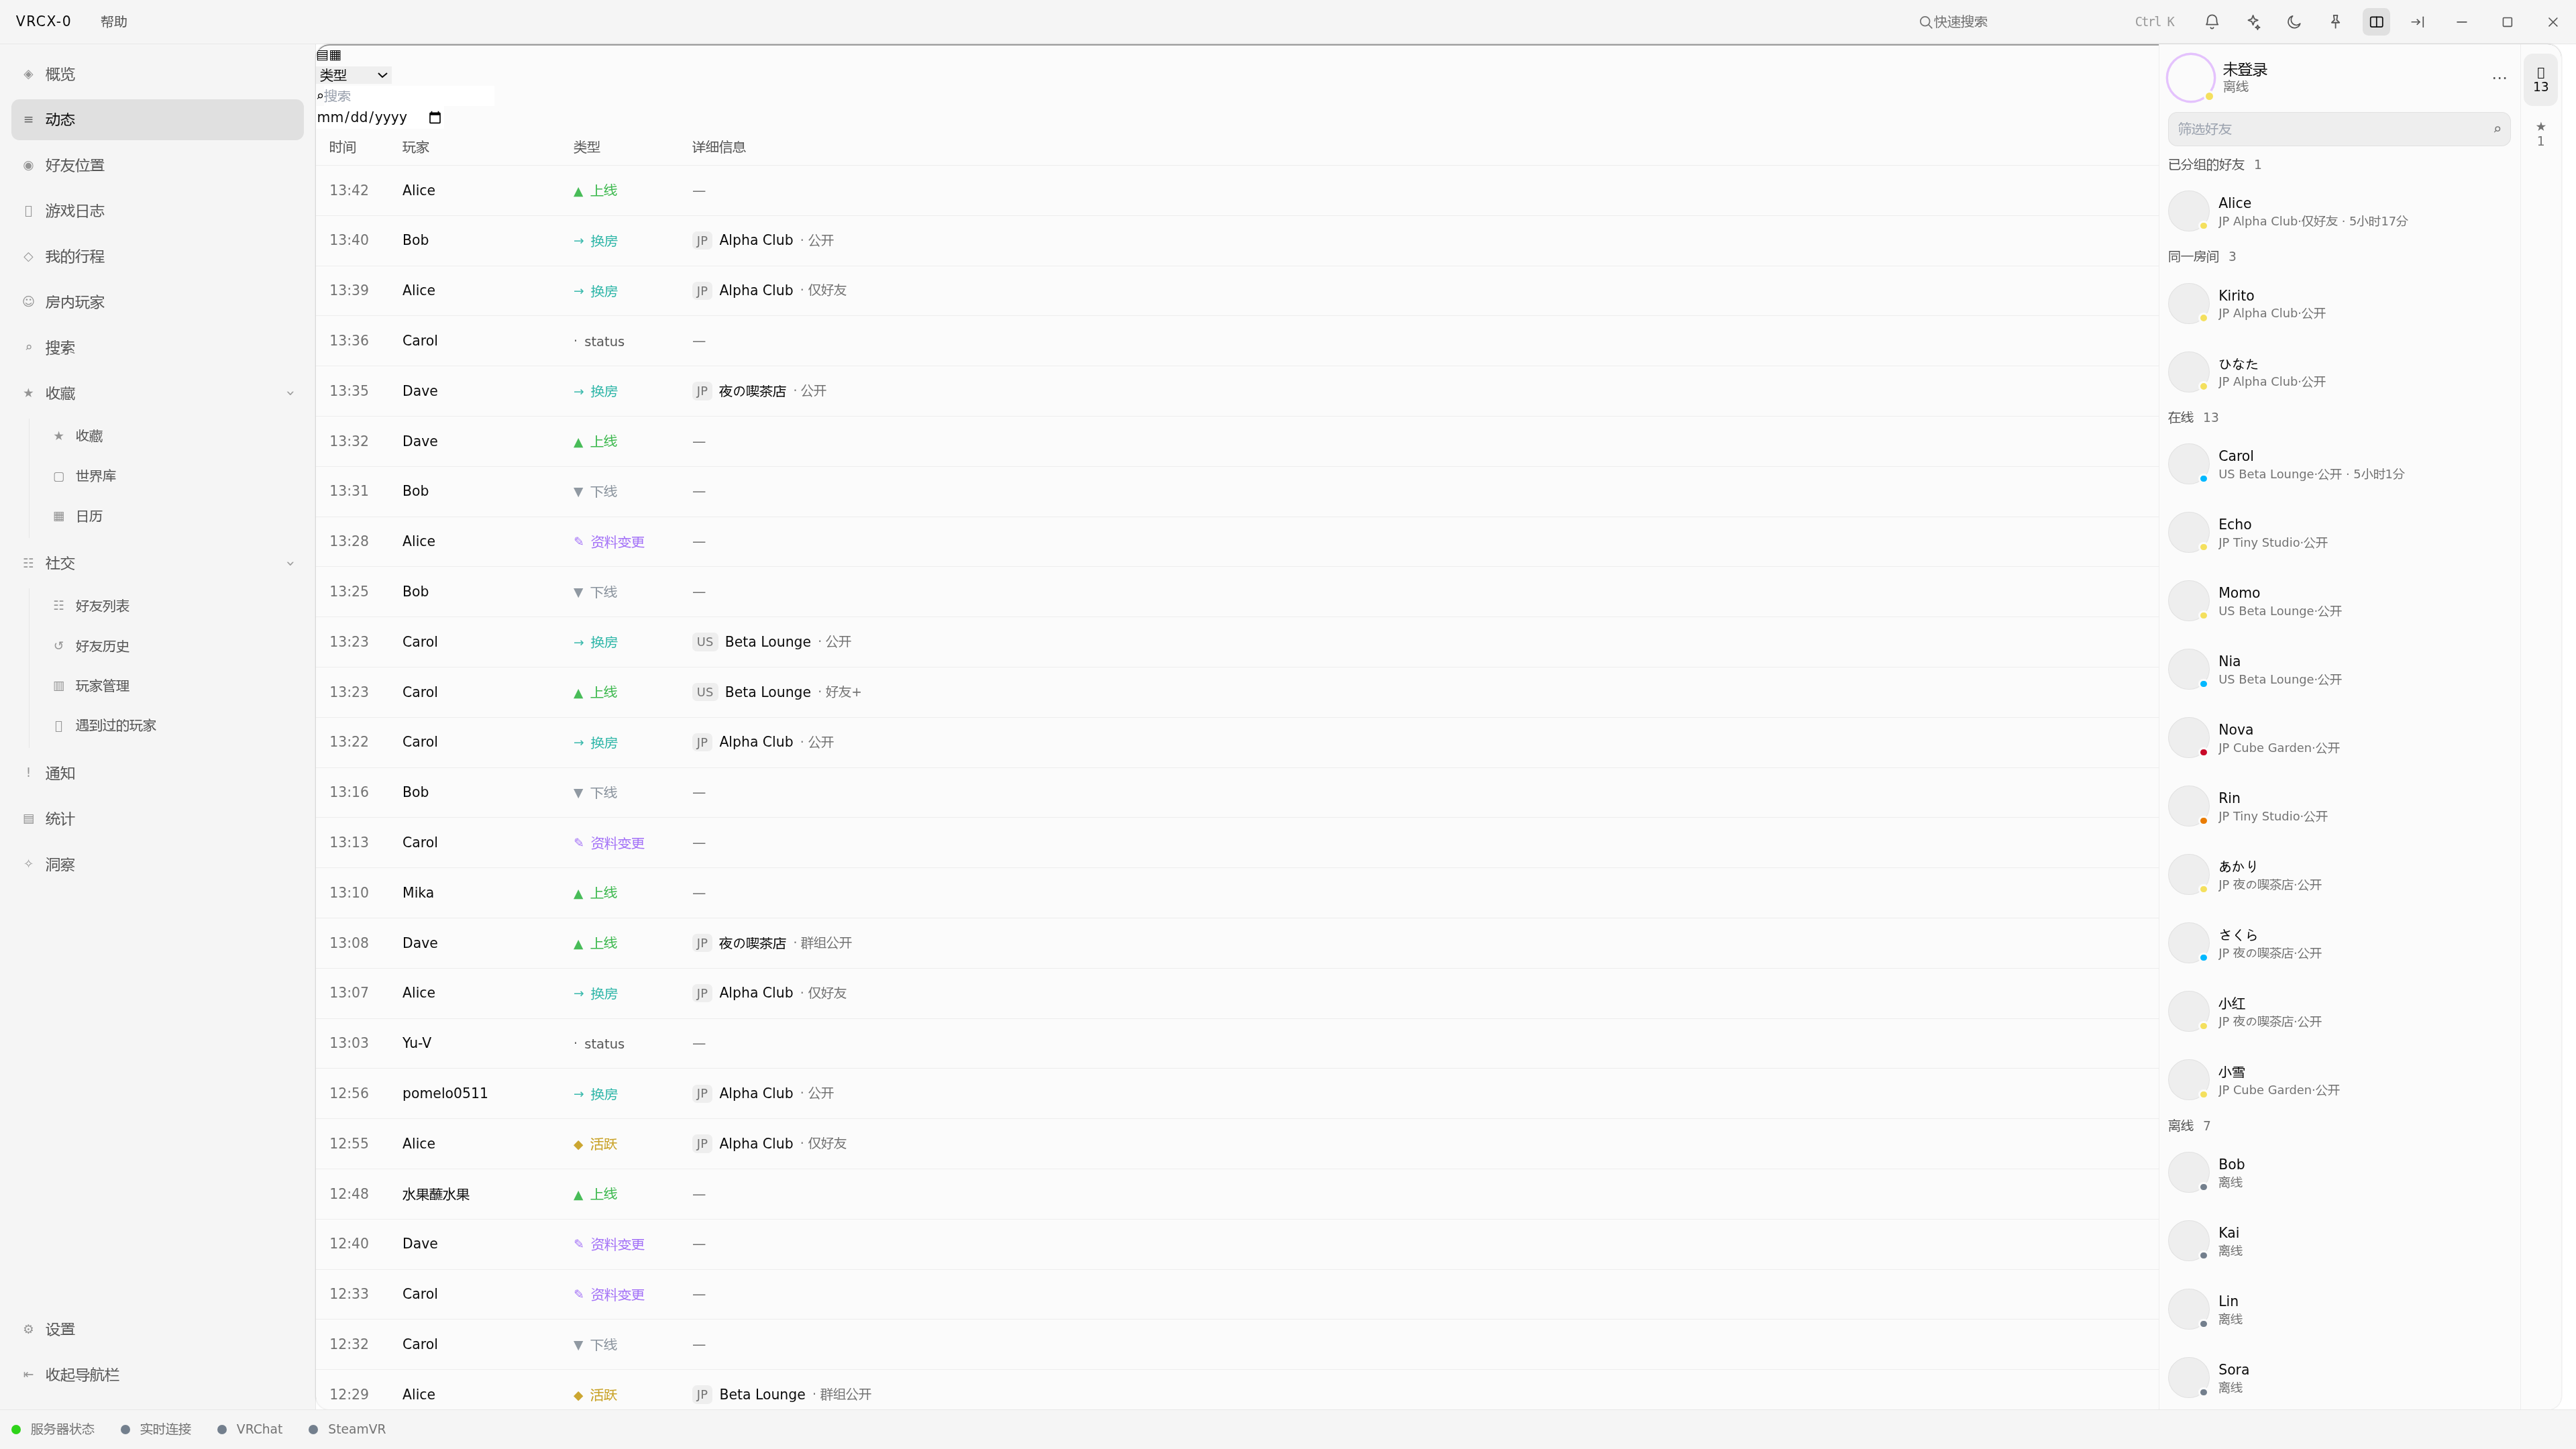 VRCX-0 帮助 快速搜索 Ctrl K
概览
动态
好友位置
游戏日志
我的行程
房内玩家
搜索
收藏
收藏
世界库
日历
社交
好友列表
好友历史
玩家管理
遇到过的玩家
通知
统计
洞察
设置
收起导航栏
类型
搜索
mm/dd/yyyy
时间 玩家 类型 详细信息
13:42 Alice ▲ 上线 —
13:40 Bob → 换房 JP Alpha Club · 公开
13:39 Alice → 换房 JP Alpha Club · 仅好友
13:36 Carol · status —
13:35 Dave → 换房 JP 夜の喫茶店 · 公开
13:32 Dave ▲ 上线 —
13:31 Bob ▼ 下线 —
13:28 Alice ✎ 资料变更 —
13:25 Bob ▼ 下线 —
13:23 Carol → 换房 US Beta Lounge · 公开
13:23 Carol ▲ 上线 US Beta Lounge · 好友+
13:22 Carol → 换房 JP Alpha Club · 公开
13:16 Bob ▼ 下线 —
13:13 Carol ✎ 资料变更 —
13:10 Mika ▲ 上线 —
13:08 Dave ▲ 上线 JP 夜の喫茶店 · 群组公开
13:07 Alice → 换房 JP Alpha Club · 仅好友
13:03 Yu-V · status —
12:56 pomelo0511 → 换房 JP Alpha Club · 公开
12:55 Alice ◆ 活跃 JP Alpha Club · 仅好友
12:48 水果蘸水果 ▲ 上线 —
12:40 Dave ✎ 资料变更 —
12:33 Carol ✎ 资料变更 —
12:32 Carol ▼ 下线 —
12:29 Alice ◆ 活跃 JP Beta Lounge · 群组公开
未登录
离线
…
筛选好友
已分组的好友 1
Alice
JP Alpha Club·仅好友 · 5小时17分
同一房间 3
Kirito
JP Alpha Club·公开
ひなた
JP Alpha Club·公开
在线 13
Carol
US Beta Lounge·公开 · 5小时1分
Echo
JP Tiny Studio·公开
Momo
US Beta Lounge·公开
Nia
US Beta Lounge·公开
Nova
JP Cube Garden·公开
Rin
JP Tiny Studio·公开
あかり
JP 夜の喫茶店·公开
さくら
JP 夜の喫茶店·公开
小红
JP 夜の喫茶店·公开
小雪
JP Cube Garden·公开
离线 7
Bob
离线
Kai
离线
Lin
离线
Sora
离线
13
★
1
服务器状态 实时连接 VRChat SteamVR